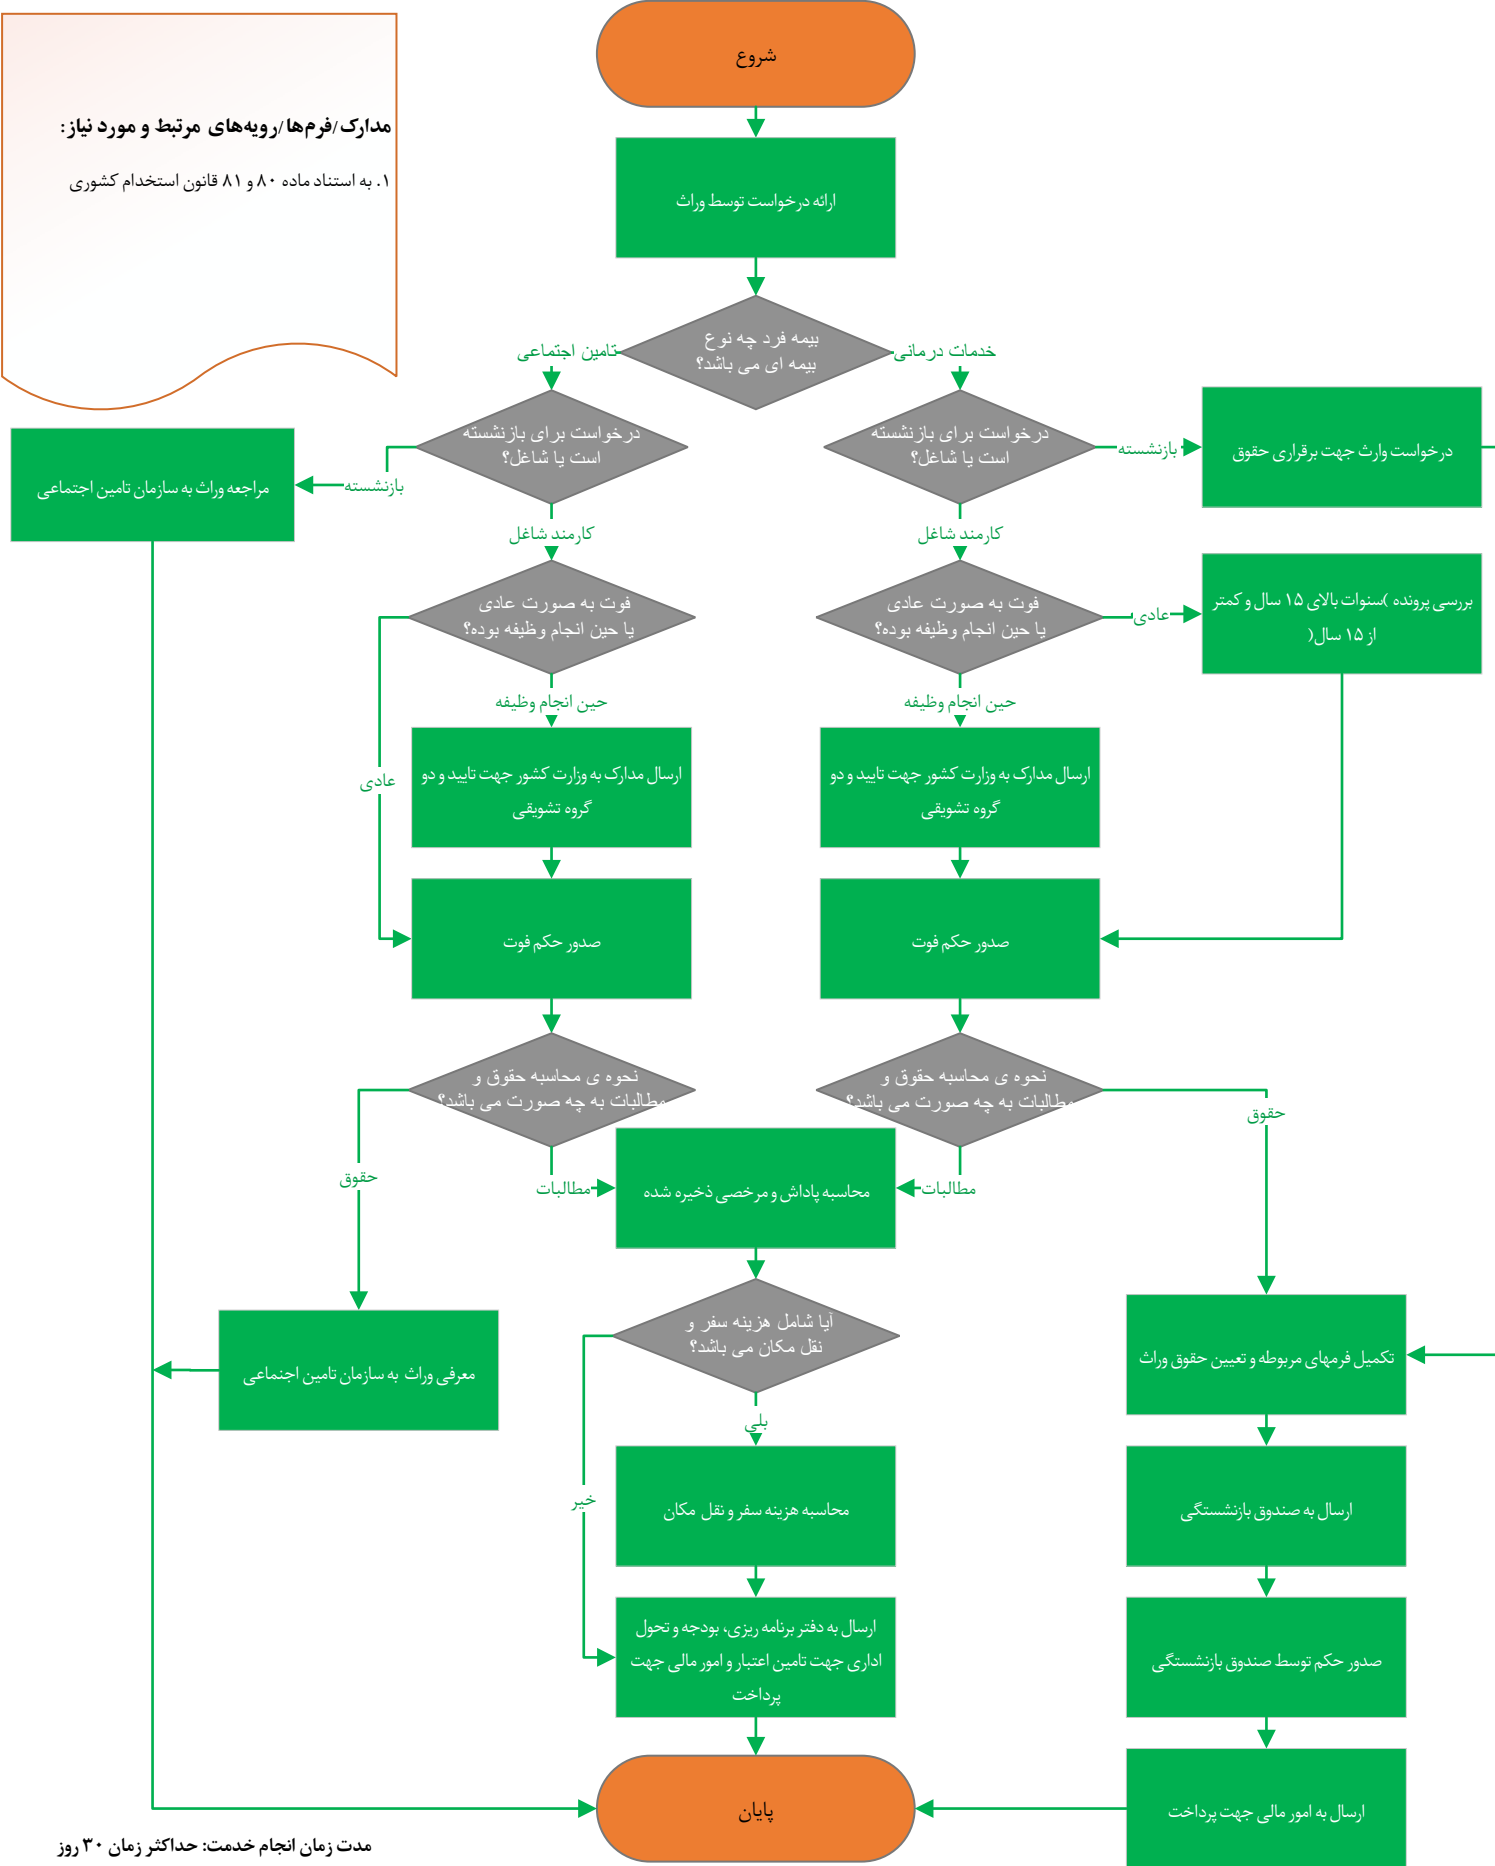 شروع
مدارک/فرم‌ها/رویه‌های مرتبط و مورد نیاز:
۱. به استناد ماده ۸۰ و ۸۱ قانون استخدام کشوری
ارائه درخواست توسط وراث
بیمه فرد چه نوع
بیمه ای می باشد؟
خدمات درمانی
تامین اجتماعی
درخواست برای بازنشسته
است یا شاغل؟
بازنشسته
درخواست وارث جهت برقراری حقوق
درخواست برای بازنشسته
است یا شاغل؟
بازنشسته
مراجعه وراث به سازمان تامین اجتماعی
کارمند شاغل
کارمند شاغل
فوت به صورت عادی
یا حین انجام وظیفه بوده؟
عادی
بررسی پرونده )سنوات بالای ۱۵ سال و کمتر
از ۱۵ سال(
فوت به صورت عادی
یا حین انجام وظیفه بوده؟
عادی
حین انجام وظیفه
حین انجام وظیفه
ارسال مدارک به وزارت کشور جهت تایید و دو
گروه تشویقی
ارسال مدارک به وزارت کشور جهت تایید و دو
گروه تشویقی
صدور حکم فوت
صدور حکم فوت
نحوه ی محاسبه حقوق و
مطالبات به چه صورت می باشد؟
حقوق
نحوه ی محاسبه حقوق و
مطالبات به چه صورت می باشد؟
حقوق
مطالبات
محاسبه پاداش و مرخصی ذخیره شده
مطالبات
آیا شامل هزینه سفر و
نقل مکان می باشد؟
تکمیل فرمهای مربوطه و تعیین حقوق وراث
معرفی وراث به سازمان تامین اجنماعی
بلی
خیر
محاسبه هزینه سفر و نقل مکان
ارسال به صندوق بازنشستگی
ارسال به دفتر برنامه ریزی، بودجه و تحول
اداری جهت تامین اعتبار و امور مالی جهت
پرداخت
صدور حکم توسط صندوق بازنشستگی
ارسال به امور مالی جهت پرداخت
پایان
مدت زمان انجام خدمت: حداکثر زمان ۳۰ روز